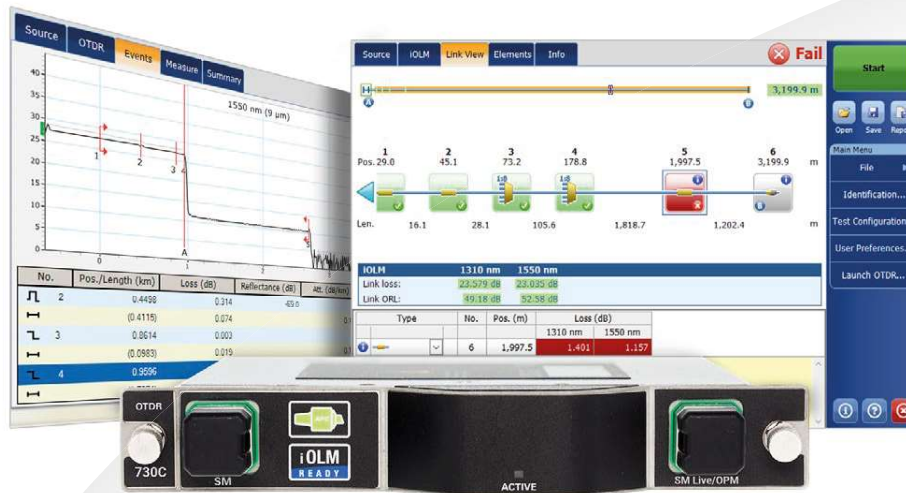 Source
OTDR
Events
Measure
Summary
40
35
30
25
20
15
10
5
0
1550 nm (9 µm)
1
2
3
4
A
0
1
2
3
No. Pos./Length (km) Loss (dB) Reflectance (dB) Att. (dB/km)
2 0.4498 0.314 -65.0
(0.4115) 0.074
3 0.8614 0.003
(0.0983) 0.019
4 0.9596
Source iOLM Link View Elements Info
Fail
Start
3,199.9 m
A
B
Open Save
Main Menu
File
Identification...
Test Configuration
User Preferences...
Launch OTDR...
1 2 3 4 5 6
Pos. 29.0 45.1 73.2 178.8 1,997.5 3,199.9 m
1:8 1:8
B
Len. 16.1 28.1 105.6 1,818.7 1,202.4 m
IOLM 1310 nm 1550 nm
Link loss: 23.579 dB 23.035 dB
Link ORL: 49.18 dB 52.58 dB
Type No. Pos. (m) Loss (dB)
1310 nm 1550 nm
6 1,997.5 1.401 1.157
OTDR
730C
SM
APC
iOLM
READY
ACTIVE
SM Live/OPM